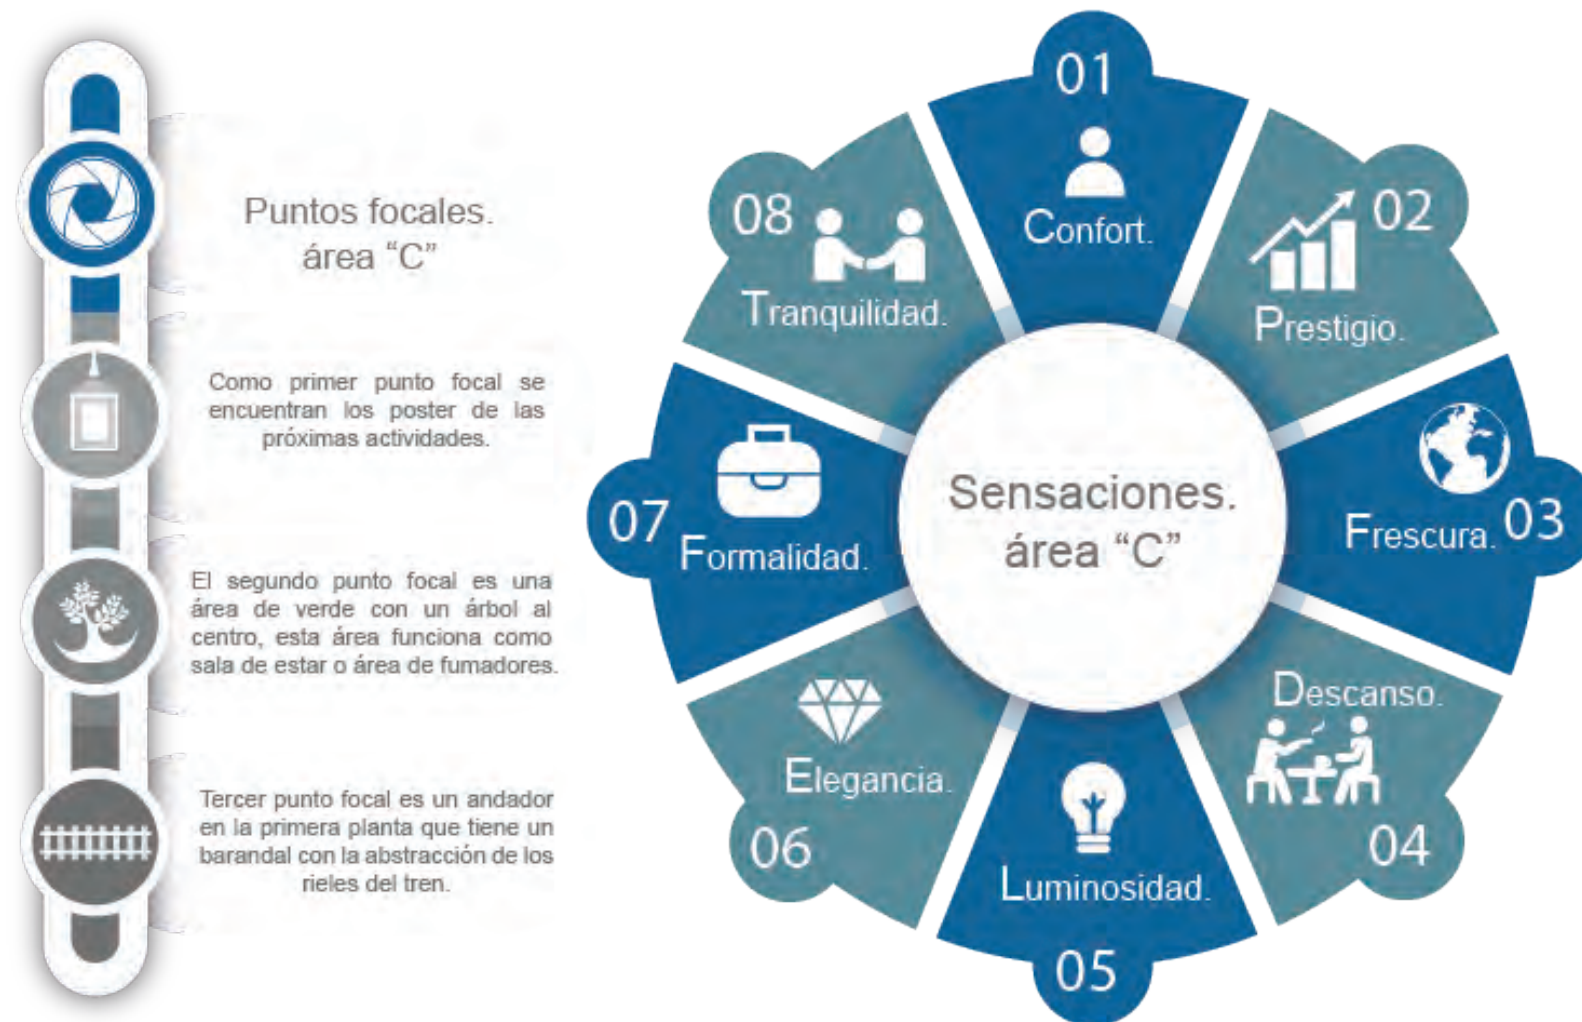 Puntos focales.
área “C”
Como primer punto focal se
encuentran los poster de las
próximas actividades.
El segundo punto focal es una
área de verde con un árbol al
centro, esta área funciona como
sala de estar o área de fumadores.
Tercer punto focal es un andador
en la primera planta que tiene un
barandal con la abstracción de los
rieles del tren.
Sensaciones.
área “C”
01
Confort.
02
Prestigio.
03
Frescura.
04
Descanso.
05
Luminosidad.
06
Elegancia.
07
Formalidad.
08
Tranquilidad.